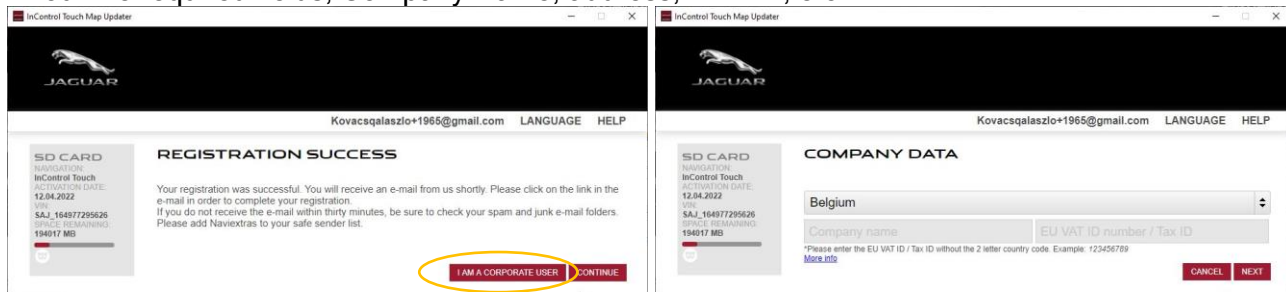 required fields, Company name, address,
InControl Touch Map Updater
JAGUAR
Kovacsqalaszlo+1965@gmail.com LANGUAGE HELP
SD CARD
NAVIGATION:
InControl Touch
ACTIVATION DATE:
12.04.2022
VIN:
SAJ_164977295626
SPACE REMAINING:
194017 MB
REGISTRATION SUCCESS
Your registration was successful. You will receive an e-mail from us shortly. Please click on the link in the
e-mail in order to complete your registration.
If you do not receive the e-mail within thirty minutes, be sure to check your spam and junk e-mail folders.
Please add Naviextras to your safe sender list.
I AM A CORPORATE USER CONTINUE
InControl Touch Map Updater
JAGUAR
Kovacsqalaszlo+1965@gmail.com LANGUAGE HELP
SD CARD
NAVIGATION:
InControl Touch
ACTIVATION DATE:
12.04.2022
VIN:
SAJ_164977295626
SPACE REMAINING:
194017 MB
COMPANY DATA
Belgium
Company name EU VAT ID number / Tax ID
*Please enter the EU VAT ID / Tax ID without the 2 letter country code. Example: 123456789
More info
CANCEL NEXT